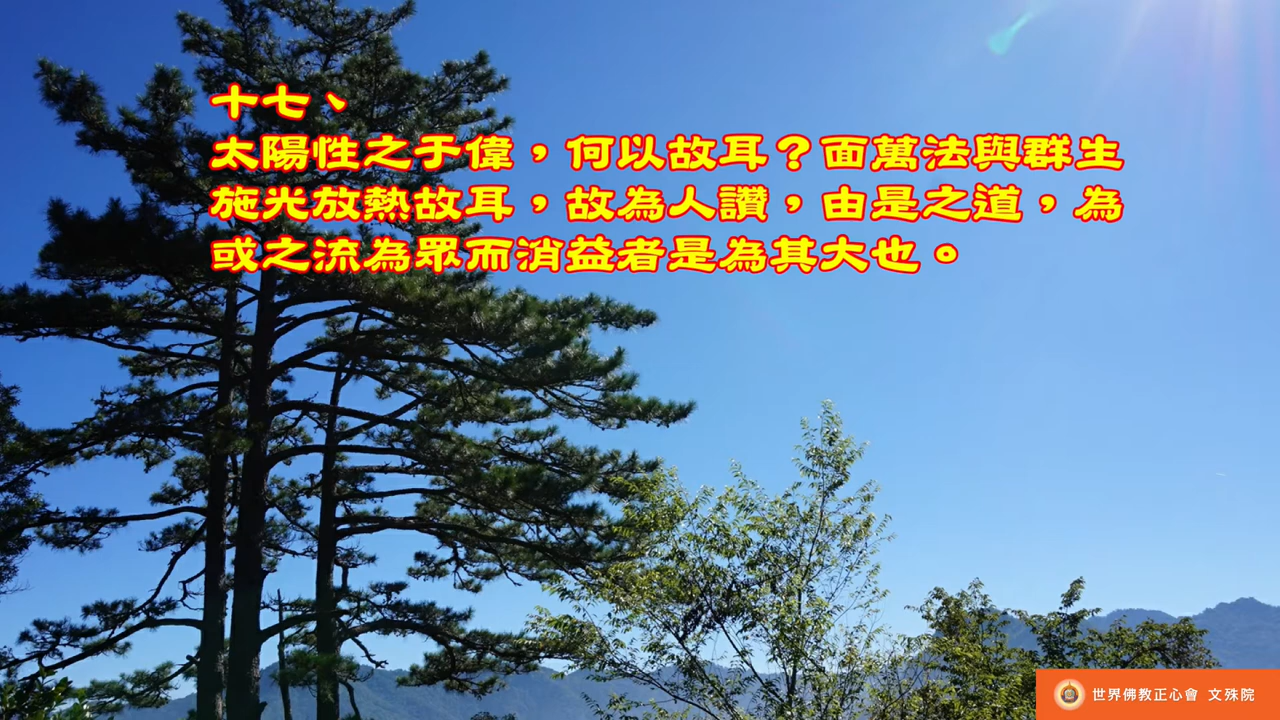 十七、
太陽性之于偉，何以故耳？面萬法與群生
施光放熱故耳，故為人讚，由是之道，為
或之流為眾而消益者是為其大也。
世界佛教正心會 文殊院